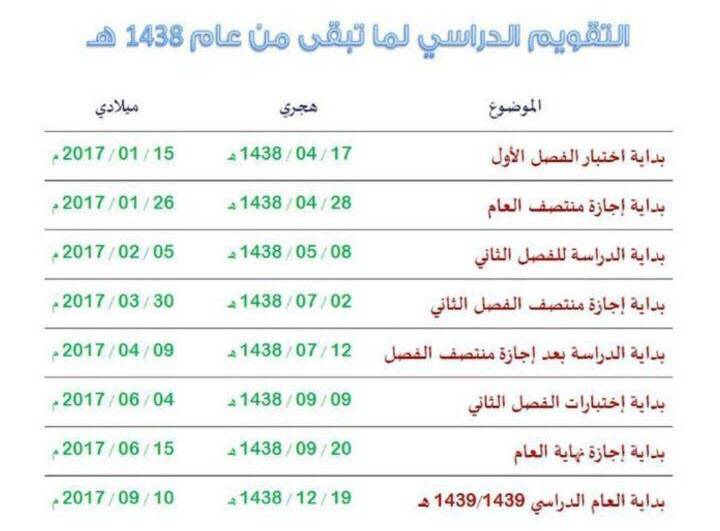 التقويم الدراسي لما تبقى من عام 1438 هـ
الموضوع هجري ميلادي
بداية اختبار الفصل الأول 17 / 04 / 1438 هـ 15 / 01 / 2017 م
بداية إجازة منتصف العام 28 / 04 / 1438 هـ 26 / 01 / 2017 م
بداية الدراسة للفصل الثاني 08 / 05 / 1438 هـ 05 / 02 / 2017 م
بداية إجازة منتصف الفصل الثاني 02 / 07 / 1438 هـ 30 / 03 / 2017 م
بداية الدراسة بعد إجازة منتصف الفصل 12 / 07 / 1438 هـ 09 / 04 / 2017 م
بداية إختبارات الفصل الثاني 09 / 09 / 1438 هـ 04 / 06 / 2017 م
بداية إجازة نهاية العام 20 / 09 / 1438 هـ 15 / 06 / 2017 م
بداية العام الدراسي 1439/1439 هـ 19 / 12 / 1438 هـ 10 / 09 / 2017 م